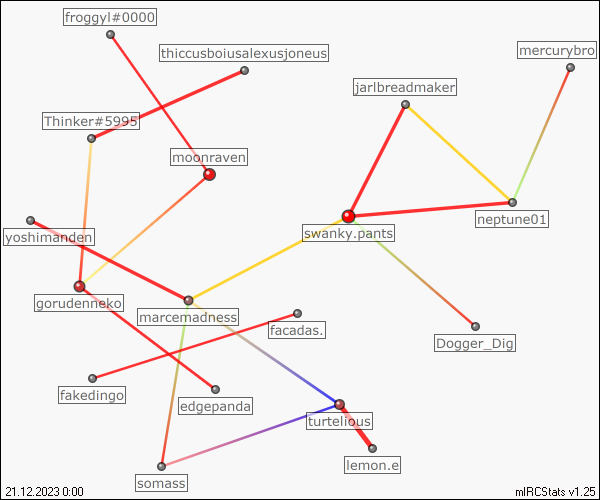 froggyl#0000
thiccusboiusalexusjoneus
mercurybro
jarlbreadmaker
Thinker#5995
moonraven
neptune01
yoshimanden
swanky.pants
gorudenneko
marcemadness
facadas.
Dogger_Dig
fakedingo
edgepanda
turtelious
lemon.e
somass
21.12.2023 0:00
mIRCStats v1.25